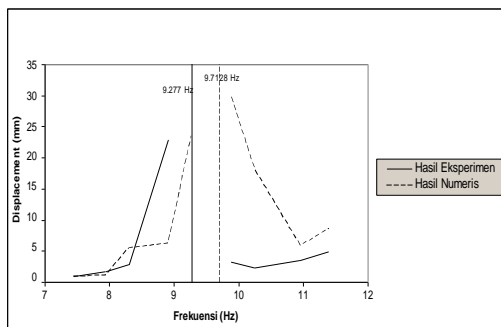 35
30
25
20
15
10
5
0
Displacement (mm)
9.277 Hz
9.7128 Hz
7 8 9 10 11 12
Frekuensi (Hz)
Hasil Eksperimen
Hasil Numeris